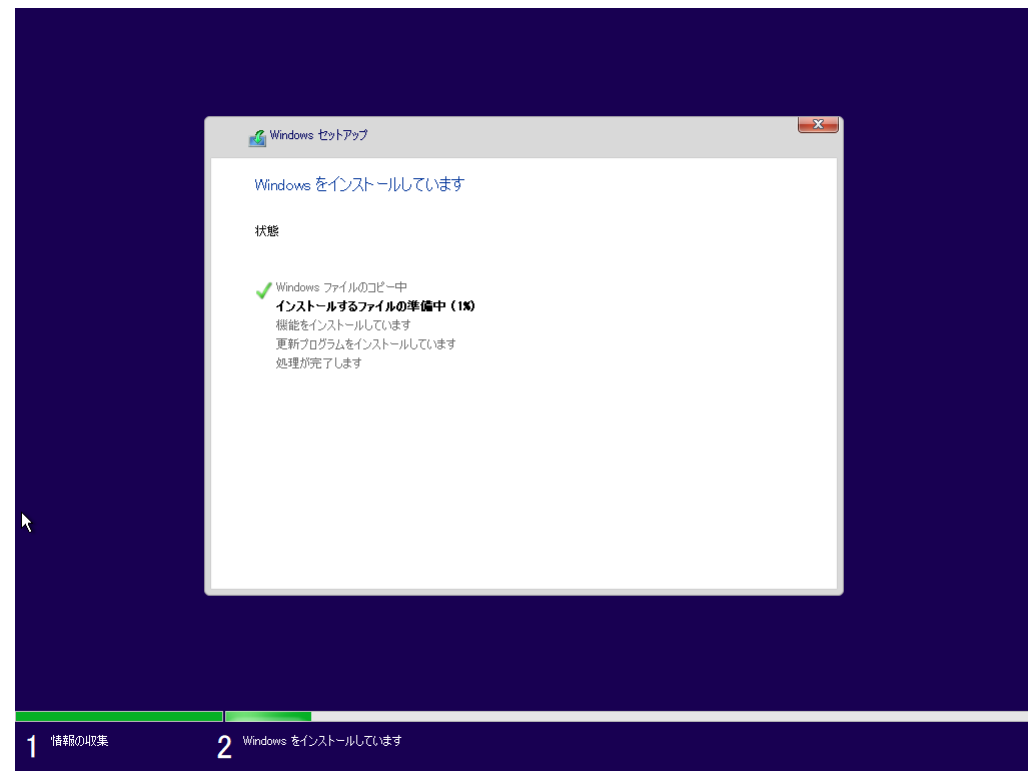 Windows セットアップ
Windows をインストールしています
状態
Windows ファイルのコピー中
インストールするファイルの準備中 (1%)
機能をインストールしています
更新プログラムをインストールしています
処理が完了します
1 情報の収集
2 Windows をインストールしています